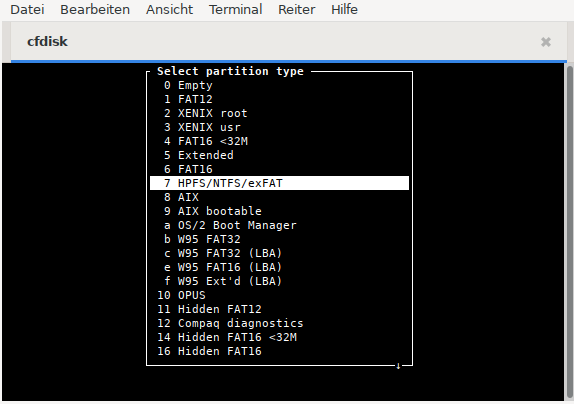 Datei Bearbeiten Ansicht Terminal Reiter Hilfe
cfdisk
Select partition type
0 Empty
1 FAT12
2 XENIX root
3 XENIX usr
4 FAT16 <32M
5 Extended
6 FAT16
7 HPFS/NTFS/exFAT
8 AIX
9 AIX bootable
a OS/2 Boot Manager
b W95 FAT32
c W95 FAT32 (LBA)
e W95 FAT16 (LBA)
f W95 Ext'd (LBA)
10 OPUS
11 Hidden FAT12
12 Compaq diagnostics
14 Hidden FAT16 <32M
16 Hidden FAT16